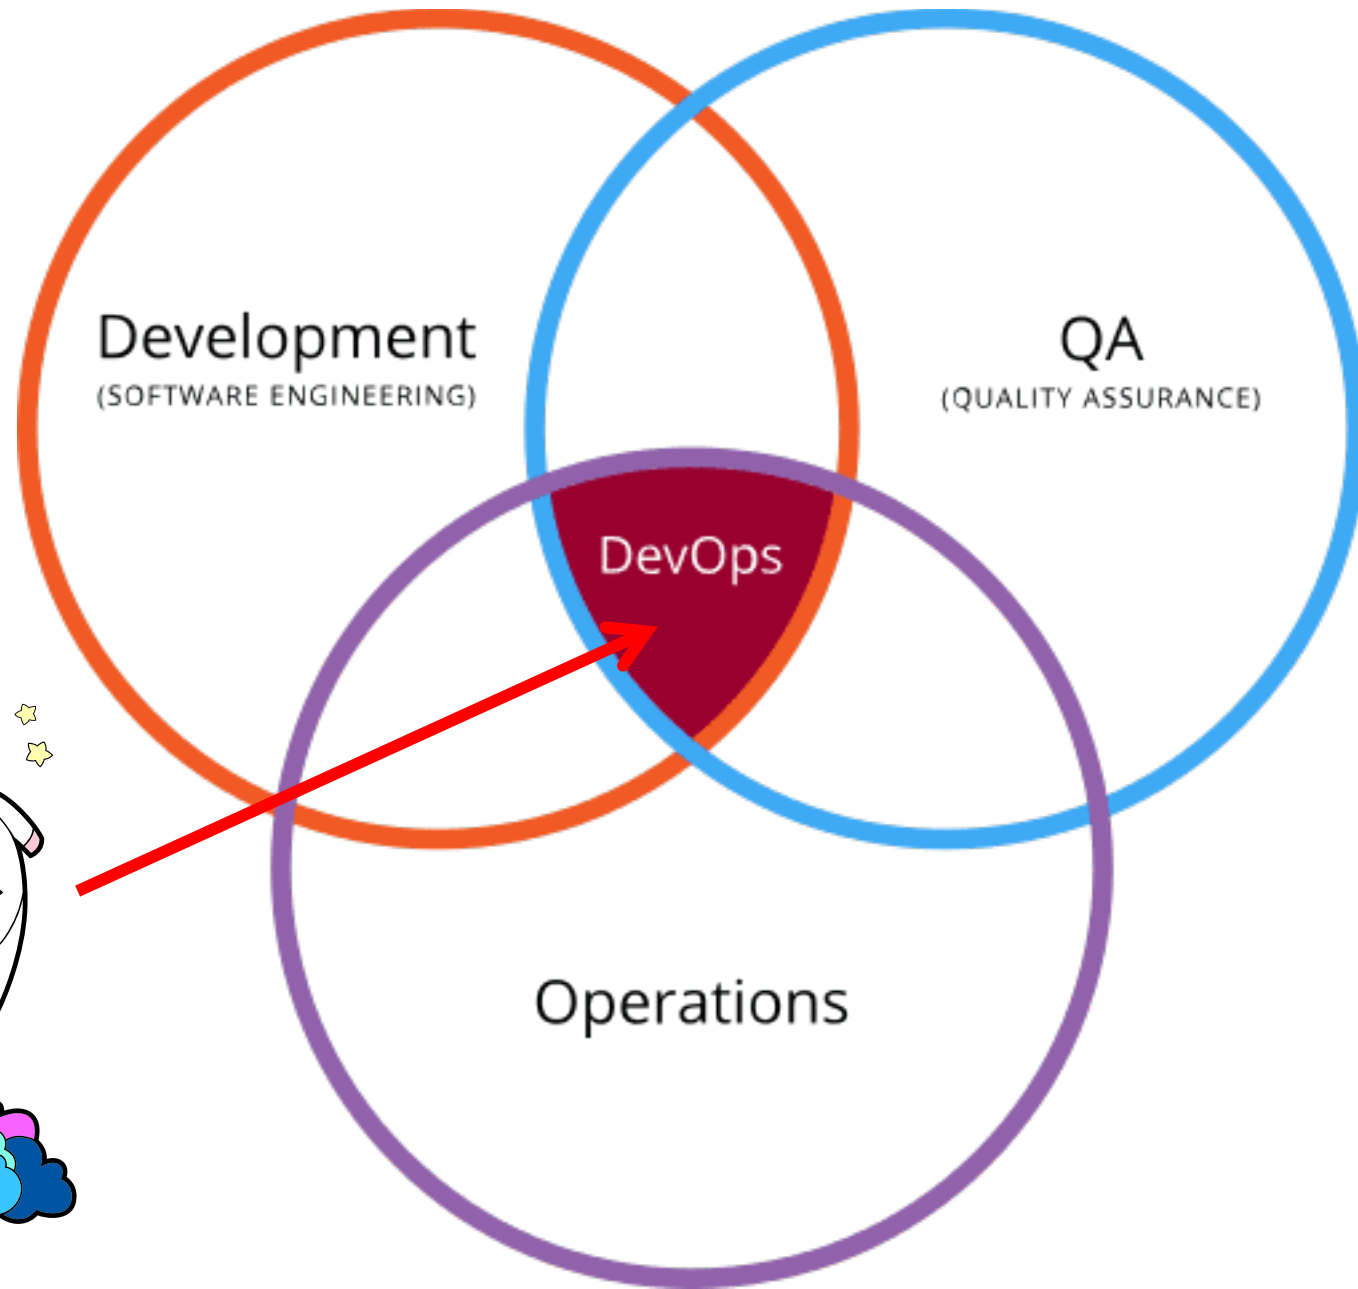 Development
(SOFTWARE ENGINEERING)
QA
(QUALITY ASSURANCE)
DevOps
Operations